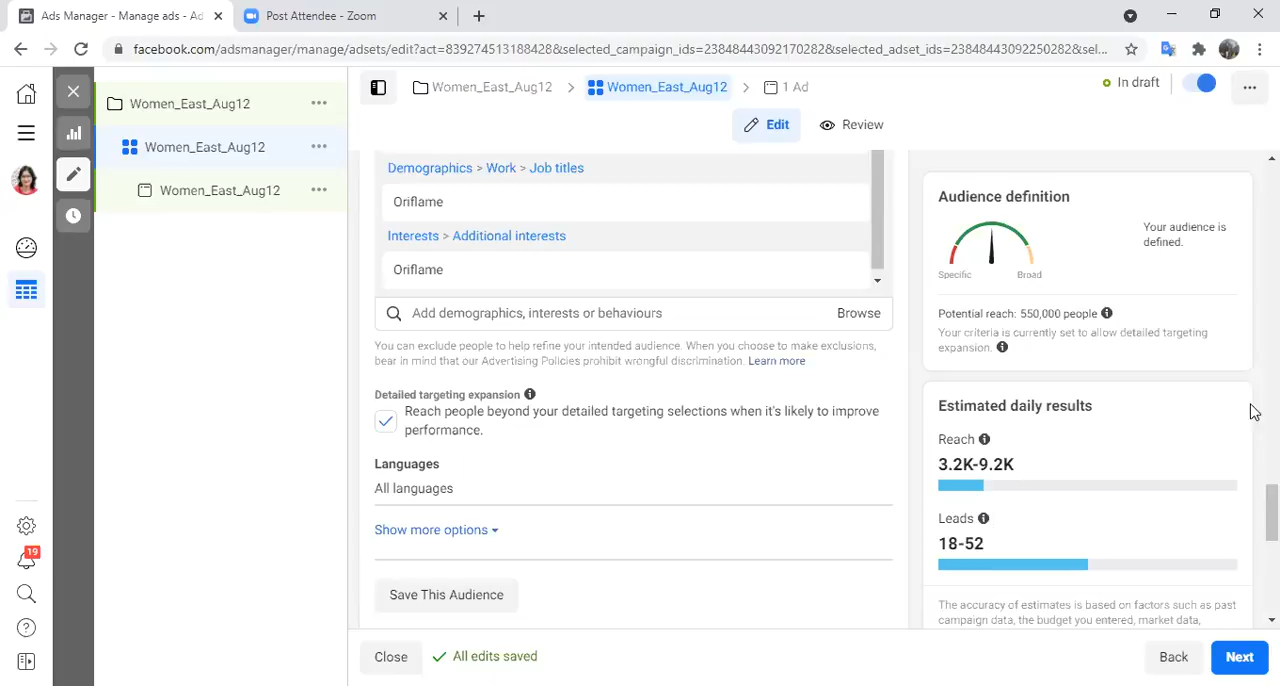 Ads Manager - Manage ads - Ad
Post Attendee - Zoom
facebook.com/adsmanager/manage/adsets/edit?act=839274513188428&selected_campaign_ids=23848443092170282&selected_adset_ids=23848443092250282&sel...
Women_East_Aug12
Women_East_Aug12
Women_East_Aug12
19
Women_East_Aug12 > Women_East_Aug12 > 1 Ad
In draft
Edit
Review
Demographics > Work > Job titles
Oriflame
Interests > Additional interests
Oriflame
Add demographics, interests or behaviours
Browse
You can exclude people to help refine your intended audience. When you choose to make exclusions,
bear in mind that our Advertising Policies prohibit wrongful discrimination. Learn more
Detailed targeting expansion
Reach people beyond your detailed targeting selections when it's likely to improve
performance.
Languages
All languages
Show more options
Save This Audience
Audience definition
Your audience is
defined.
Specific
Broad
Potential reach: 550,000 people
Your criteria is currently set to allow detailed targeting
expansion.
Estimated daily results
Reach
3.2K-9.2K
Leads
18-52
The accuracy of estimates is based on factors such as past
campaign data, the budget you entered, market data,
Close
All edits saved
Back
Next